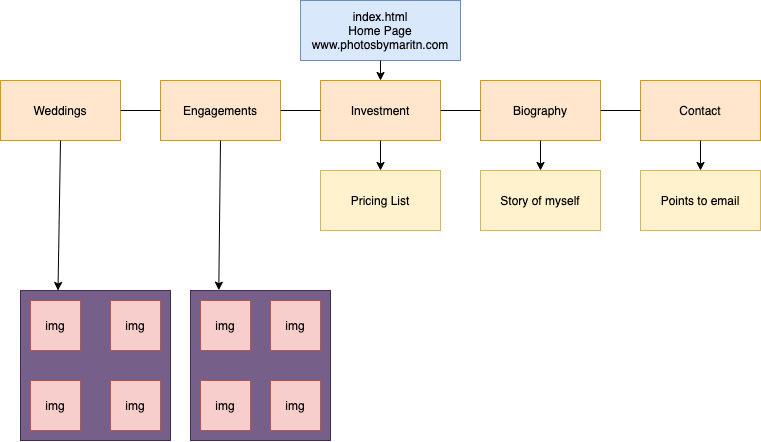 index.html
Home Page
www.photosbymaritn.com
Weddings
Engagements
Investment
Biography
Contact
Pricing List
Story of myself
Points to email
img
img
img
img
img
img
img
img